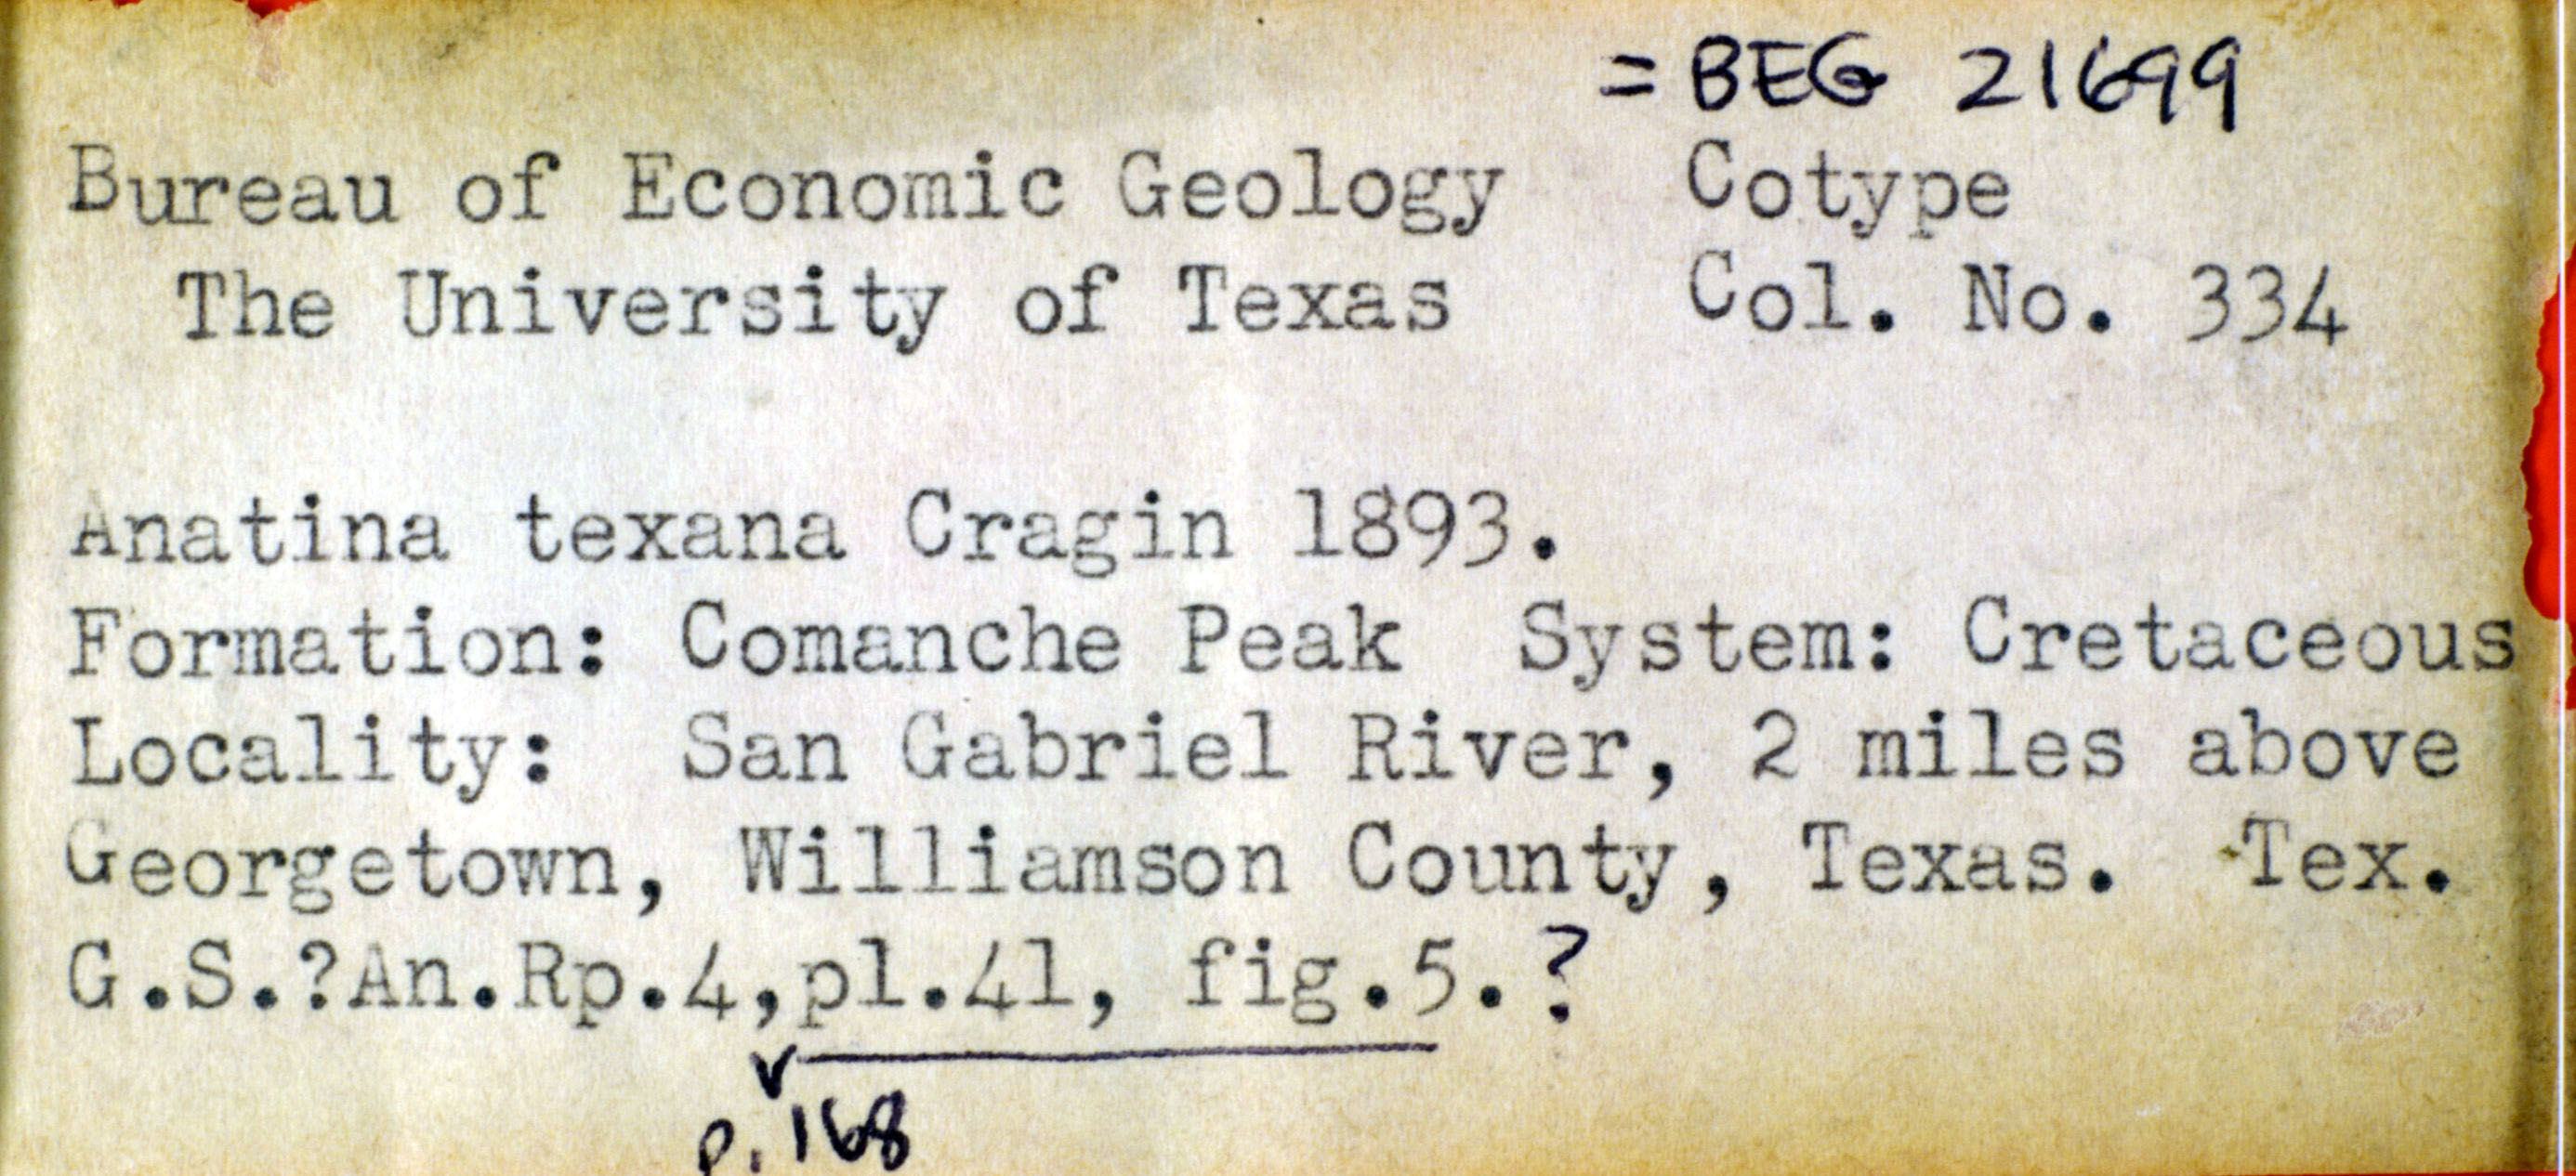 = BEG 21699
Bureau of Economic Geology Cotype
The University of Texas Col. No. 334
Anatina texana Cragin 1893.
Formation: Comanche Peak System: Cretaceous
Locality: San Gabriel River, 2 miles above
Georgetown, Williamson County, Texas. Tex.
G.S.?An.Rp.4,pl.41, fig.5.?
p. 168